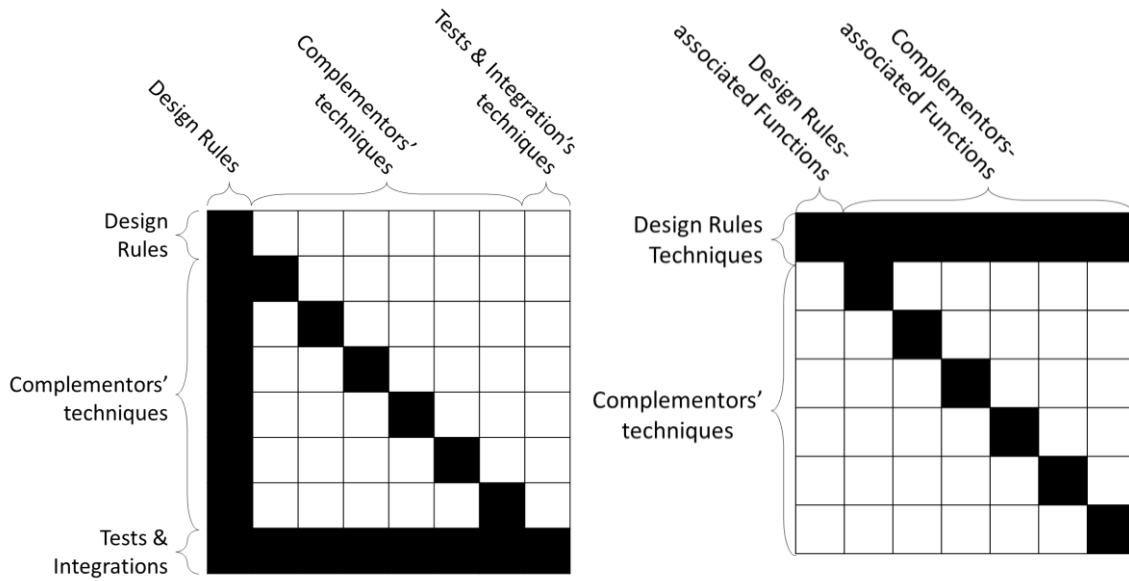 Design Rules
Complementors’
techniques
Tests & Integration’s
techniques
Design
Rules
Complementors’
techniques
Tests &
Integrations
Design Rules-
associated Functions
Complementors-
associated Functions
Design Rules
Techniques
Complementors’
techniques